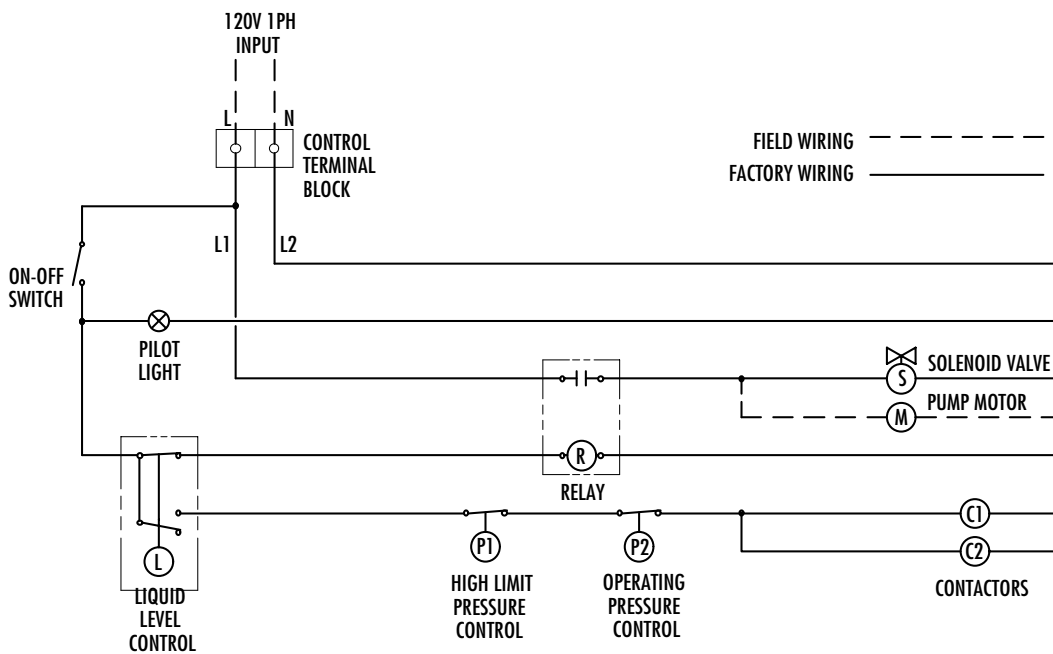 120V 1PH
INPUT
L
N
CONTROL
TERMINAL
BLOCK
FIELD WIRING
FACTORY WIRING
L1
L2
ON-OFF
SWITCH
PILOT
LIGHT
SOLENOID VALVE
S
PUMP MOTOR
M
R
RELAY
C1
P1
P2
C2
L
HIGH LIMIT
PRESSURE
CONTROL
OPERATING
PRESSURE
CONTROL
CONTACTORS
LIQUID
LEVEL
CONTROL